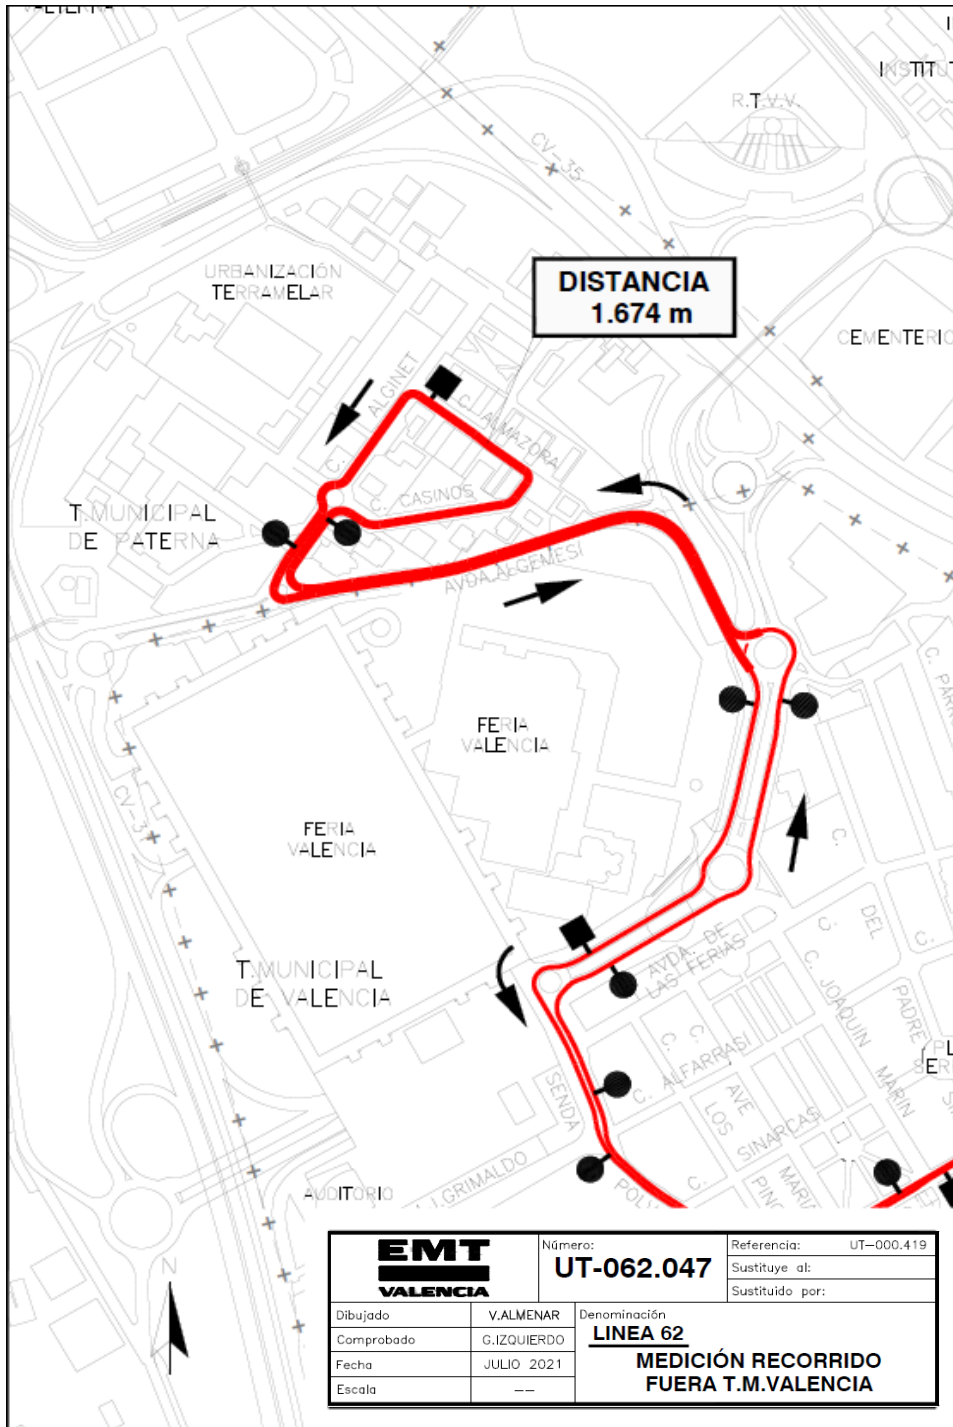 INSTITUT
R.T.V.V.
CV-35
URBANIZACIÓN
TERRAMELAR
DISTANCIA
1.674 m
CEMENTERIO
C. ALGINET
C. ALMAZORA
C. CASINOS
T.MUNICIPAL
DE PATERNA
AVDA.ALGEMESÍ
FERIA
VALENCIA
CV-3
FERIA
VALENCIA
AVDA. DE
LAS FERIAS
T.MUNICIPAL
DE VALENCIA
C. DEL
C. JOAQUIN MARIN
PADRE
C. ALFARRASI
SENDA
C. LOS
AVE
SINARCAS
MARIA
J.GRIMALDO
AUDITORIO
N
EMT
VALENCIA
Número:
UT-062.047
Referencia: UT-000.419
Sustituye al:
Sustituido por:
Dibujado V.ALMENAR
Comprobado G.IZQUIERDO
Fecha JULIO 2021
Escala --
Denominación
LINEA 62
MEDICIÓN RECORRIDO
FUERA T.M.VALENCIA